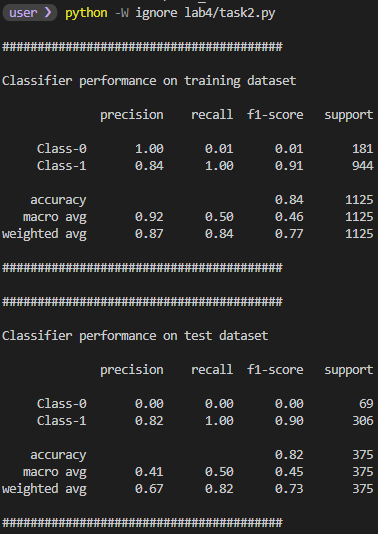 user ❯ python -W ignore lab4/task2.py
########################################
Classifier performance on training dataset
precision recall f1-score support
Class-0 1.00 0.01 0.01 181
Class-1 0.84 1.00 0.91 944
accuracy 0.84 1125
macro avg 0.92 0.50 0.46 1125
weighted avg 0.87 0.84 0.77 1125
########################################
########################################
Classifier performance on test dataset
precision recall f1-score support
Class-0 0.00 0.00 0.00 69
Class-1 0.82 1.00 0.90 306
accuracy 0.82 375
macro avg 0.41 0.50 0.45 375
weighted avg 0.67 0.82 0.73 375
########################################